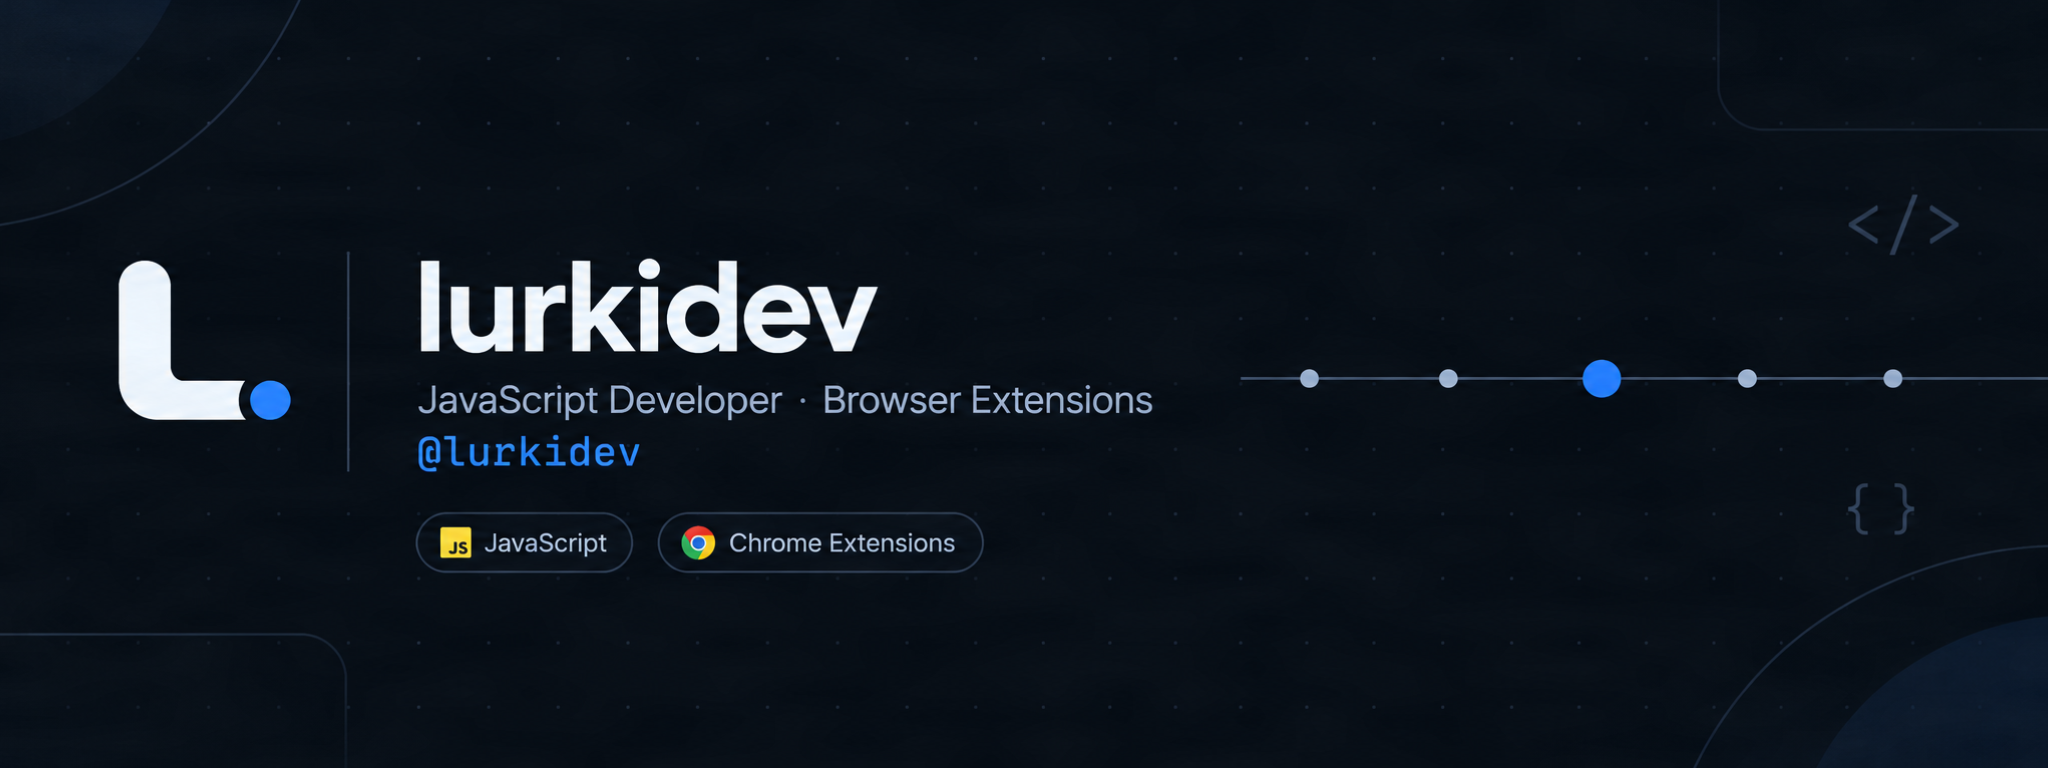 lurkidev
JavaScript Developer · Browser Extensions
@lurkidev
JS JavaScript
Chrome Extensions
</>
{ }